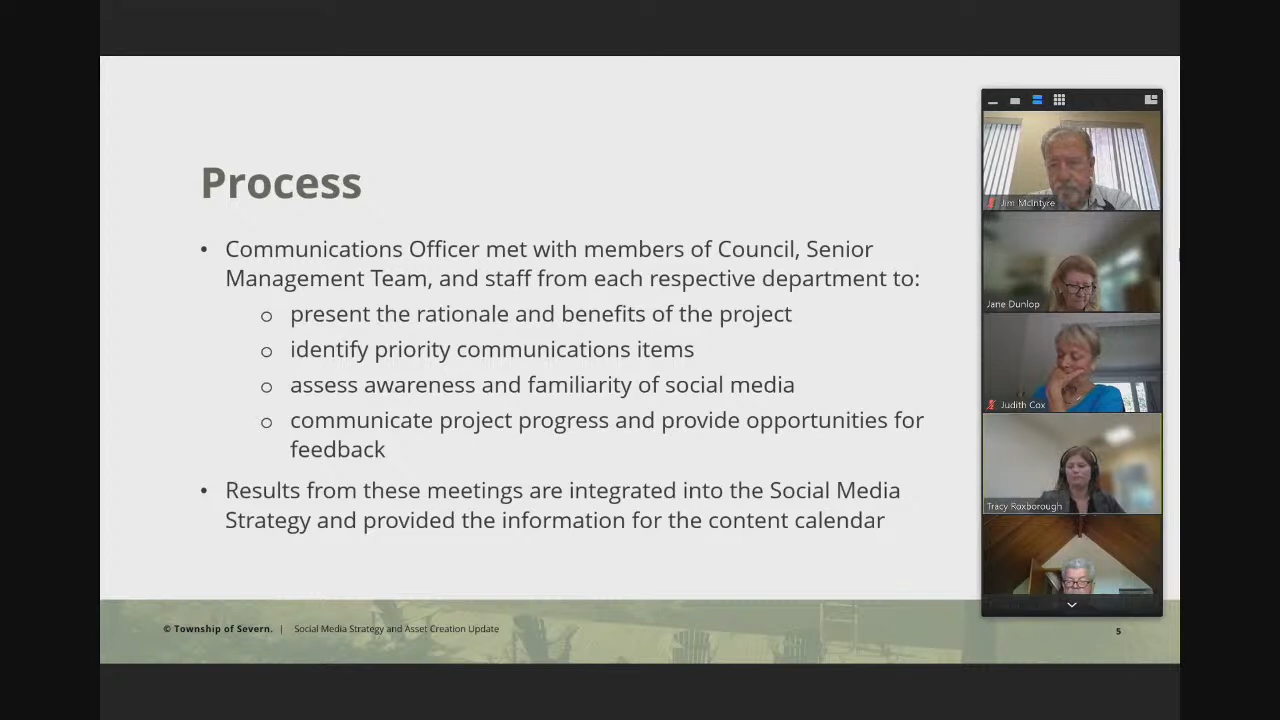 Process
• Communications Officer met with members of Council, Senior
Management Team, and staff from each respective department to:
o present the rationale and benefits of the project
o identify priority communications items
o assess awareness and familiarity of social media
o communicate project progress and provide opportunities for
feedback
• Results from these meetings are integrated into the Social Media
Strategy and provided the information for the content calendar
Jim McIntyre
Jane Dunlop
Judith Cox
Tracy Roxborough
© Township of Severn. | Social Media Strategy and Asset Creation Update
5